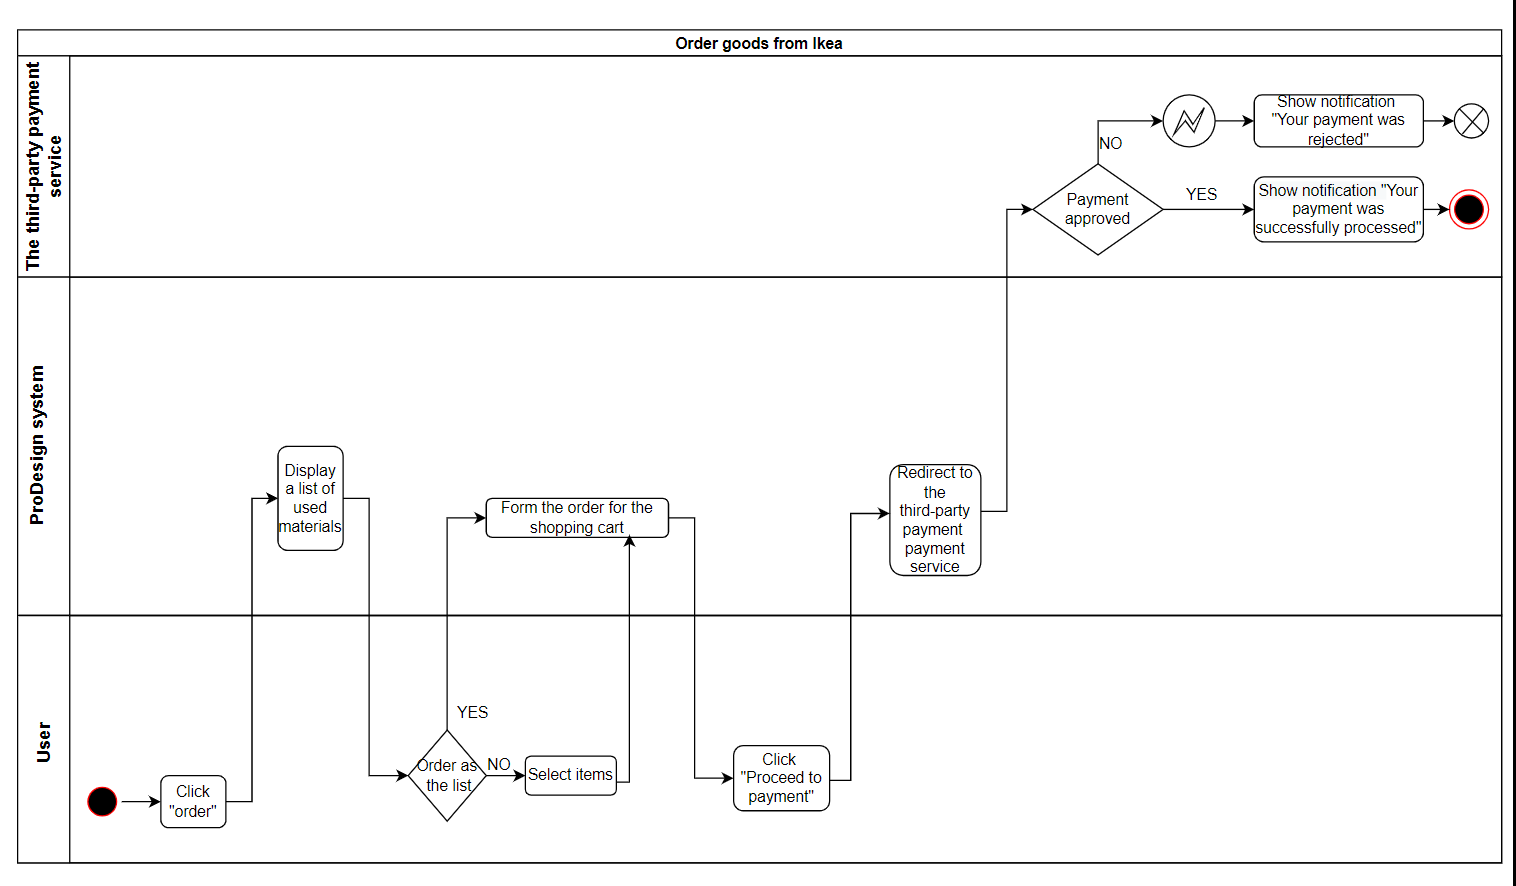 Order goods from Ikea
The third-party payment
service
NO
Show notification
"Your payment was
rejected"
Payment
approved
YES
Show notification "Your
payment was
successfully processed"
ProDesign system
Display
a list of
used
materials
Form the order for the
shopping cart
Redirect to
the
third-party
payment
payment
service
User
Click
"order"
YES
Order as
the list
NO
Select items
Click
"Proceed to
payment"